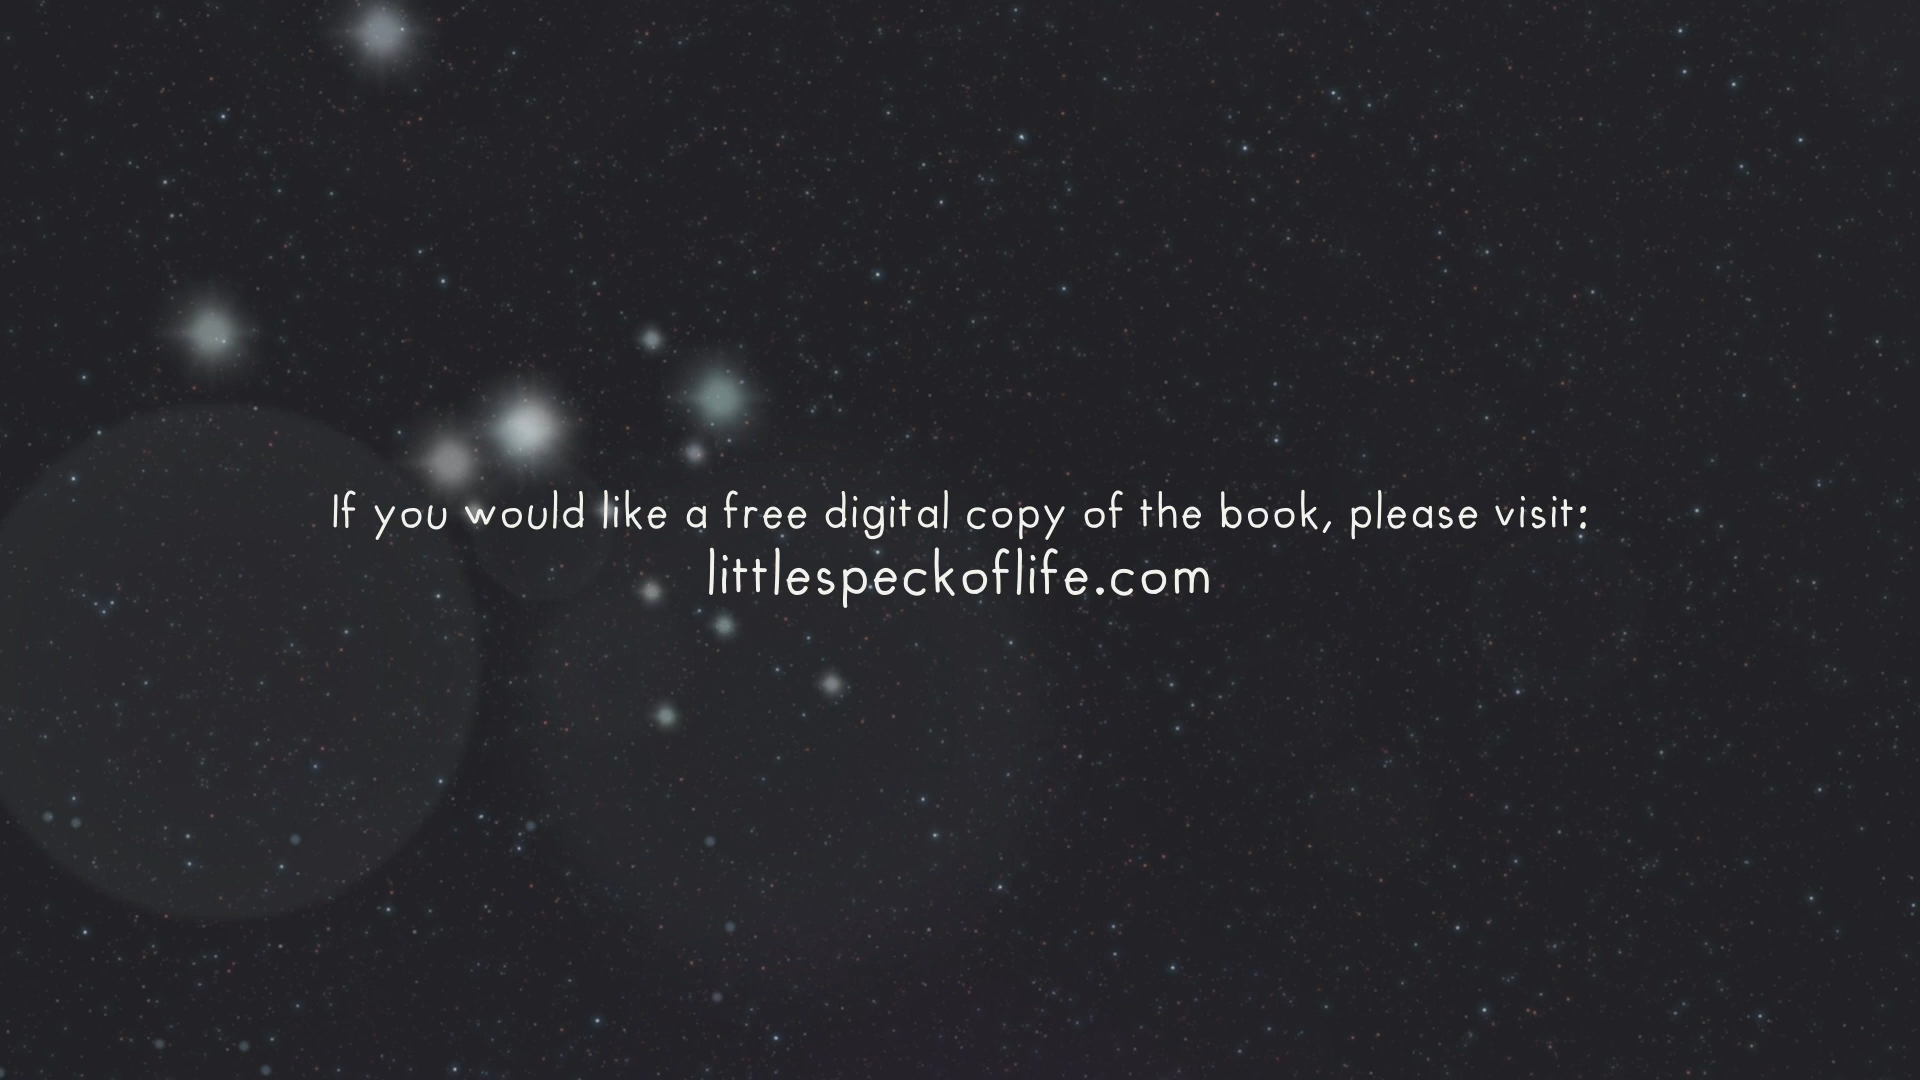 If you would like a free digital copy of the book, please visit:
littlespeckoflife.com